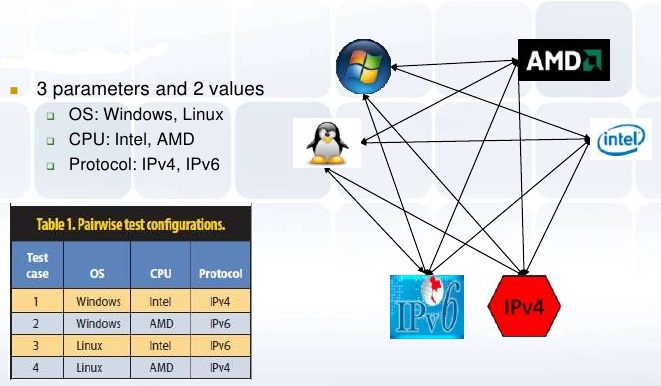 3 parameters and 2 values
OS: Windows, Linux
CPU: Intel, AMD
Protocol: IPv4, IPv6
Table 1. Pairwise test configurations.
Test case OS CPU Protocol
1 Windows Intel IPv4
2 Windows AMD IPv6
3 Linux Intel IPv6
4 Linux AMD IPv4
AMD
intel
IPv6
IPv4